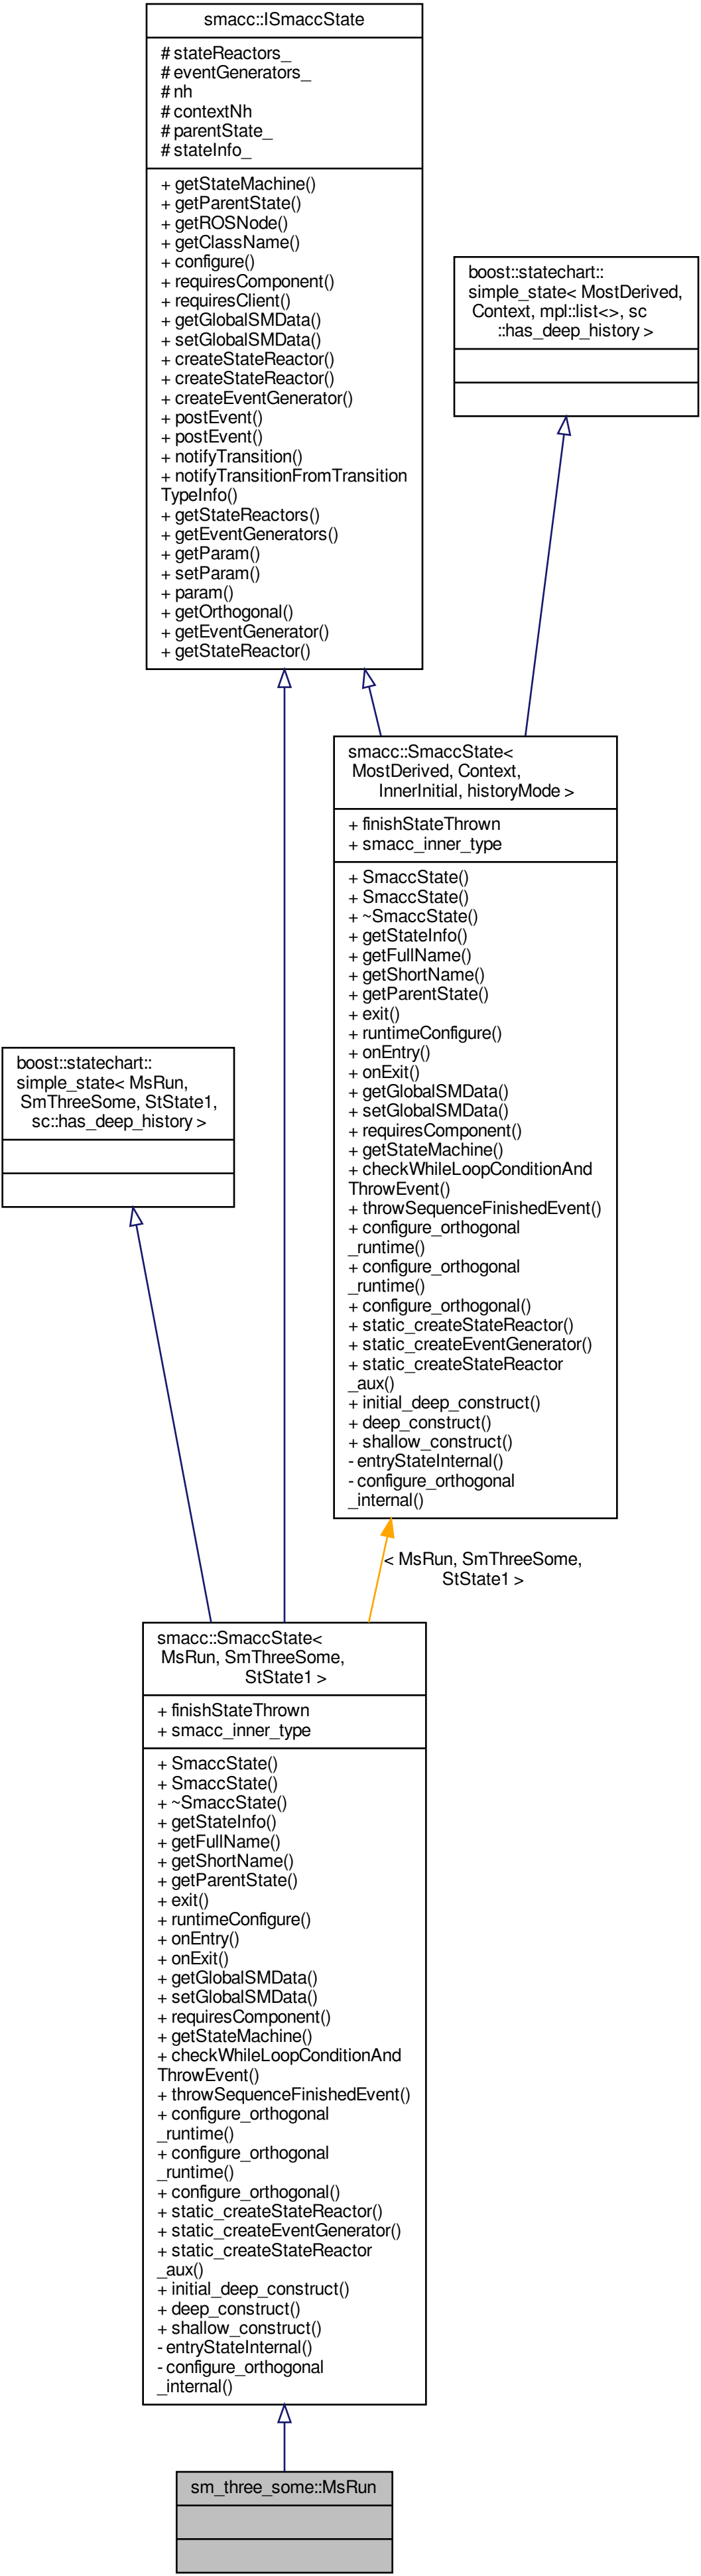 smacc::ISmaccState
# stateReactors_
# eventGenerators_
# nh
# contextNh
# parentState_
# stateInfo_
+ getStateMachine()
+ getParentState()
+ getROSNode()
+ getClassName()
+ configure()
+ requiresComponent()
+ requiresClient()
+ getGlobalSMData()
+ setGlobalSMData()
+ createStateReactor()
+ createStateReactor()
+ createEventGenerator()
+ postEvent()
+ postEvent()
+ notifyTransition()
+ notifyTransitionFromTransition
TypeInfo()
+ getStateReactors()
+ getEventGenerators()
+ getParam()
+ setParam()
+ param()
+ getOrthogonal()
+ getEventGenerator()
+ getStateReactor()
boost::statechart::
simple_state< MostDerived,
Context, mpl::list<>, sc
::has_deep_history >
smacc::SmaccState<
MostDerived, Context,
InnerInitial, historyMode >
+ finishStateThrown
+ smacc_inner_type
+ SmaccState()
+ SmaccState()
+ ~SmaccState()
+ getStateInfo()
+ getFullName()
+ getShortName()
+ getParentState()
+ exit()
+ runtimeConfigure()
+ onEntry()
+ onExit()
+ getGlobalSMData()
+ setGlobalSMData()
+ requiresComponent()
+ getStateMachine()
+ checkWhileLoopConditionAnd
ThrowEvent()
+ throwSequenceFinishedEvent()
+ configure_orthogonal
_runtime()
+ configure_orthogonal
_runtime()
+ configure_orthogonal()
+ static_createStateReactor()
+ static_createEventGenerator()
+ static_createStateReactor
_aux()
+ initial_deep_construct()
+ deep_construct()
+ shallow_construct()
- entryStateInternal()
- configure_orthogonal
_internal()
boost::statechart::
simple_state< MsRun,
SmThreeSome, StState1,
sc::has_deep_history >
< MsRun, SmThreeSome,
StState1 >
smacc::SmaccState<
MsRun, SmThreeSome,
StState1 >
+ finishStateThrown
+ smacc_inner_type
+ SmaccState()
+ SmaccState()
+ ~SmaccState()
+ getStateInfo()
+ getFullName()
+ getShortName()
+ getParentState()
+ exit()
+ runtimeConfigure()
+ onEntry()
+ onExit()
+ getGlobalSMData()
+ setGlobalSMData()
+ requiresComponent()
+ getStateMachine()
+ checkWhileLoopConditionAnd
ThrowEvent()
+ throwSequenceFinishedEvent()
+ configure_orthogonal
_runtime()
+ configure_orthogonal
_runtime()
+ configure_orthogonal()
+ static_createStateReactor()
+ static_createEventGenerator()
+ static_createStateReactor
_aux()
+ initial_deep_construct()
+ deep_construct()
+ shallow_construct()
- entryStateInternal()
- configure_orthogonal
_internal()
sm_three_some::MsRun